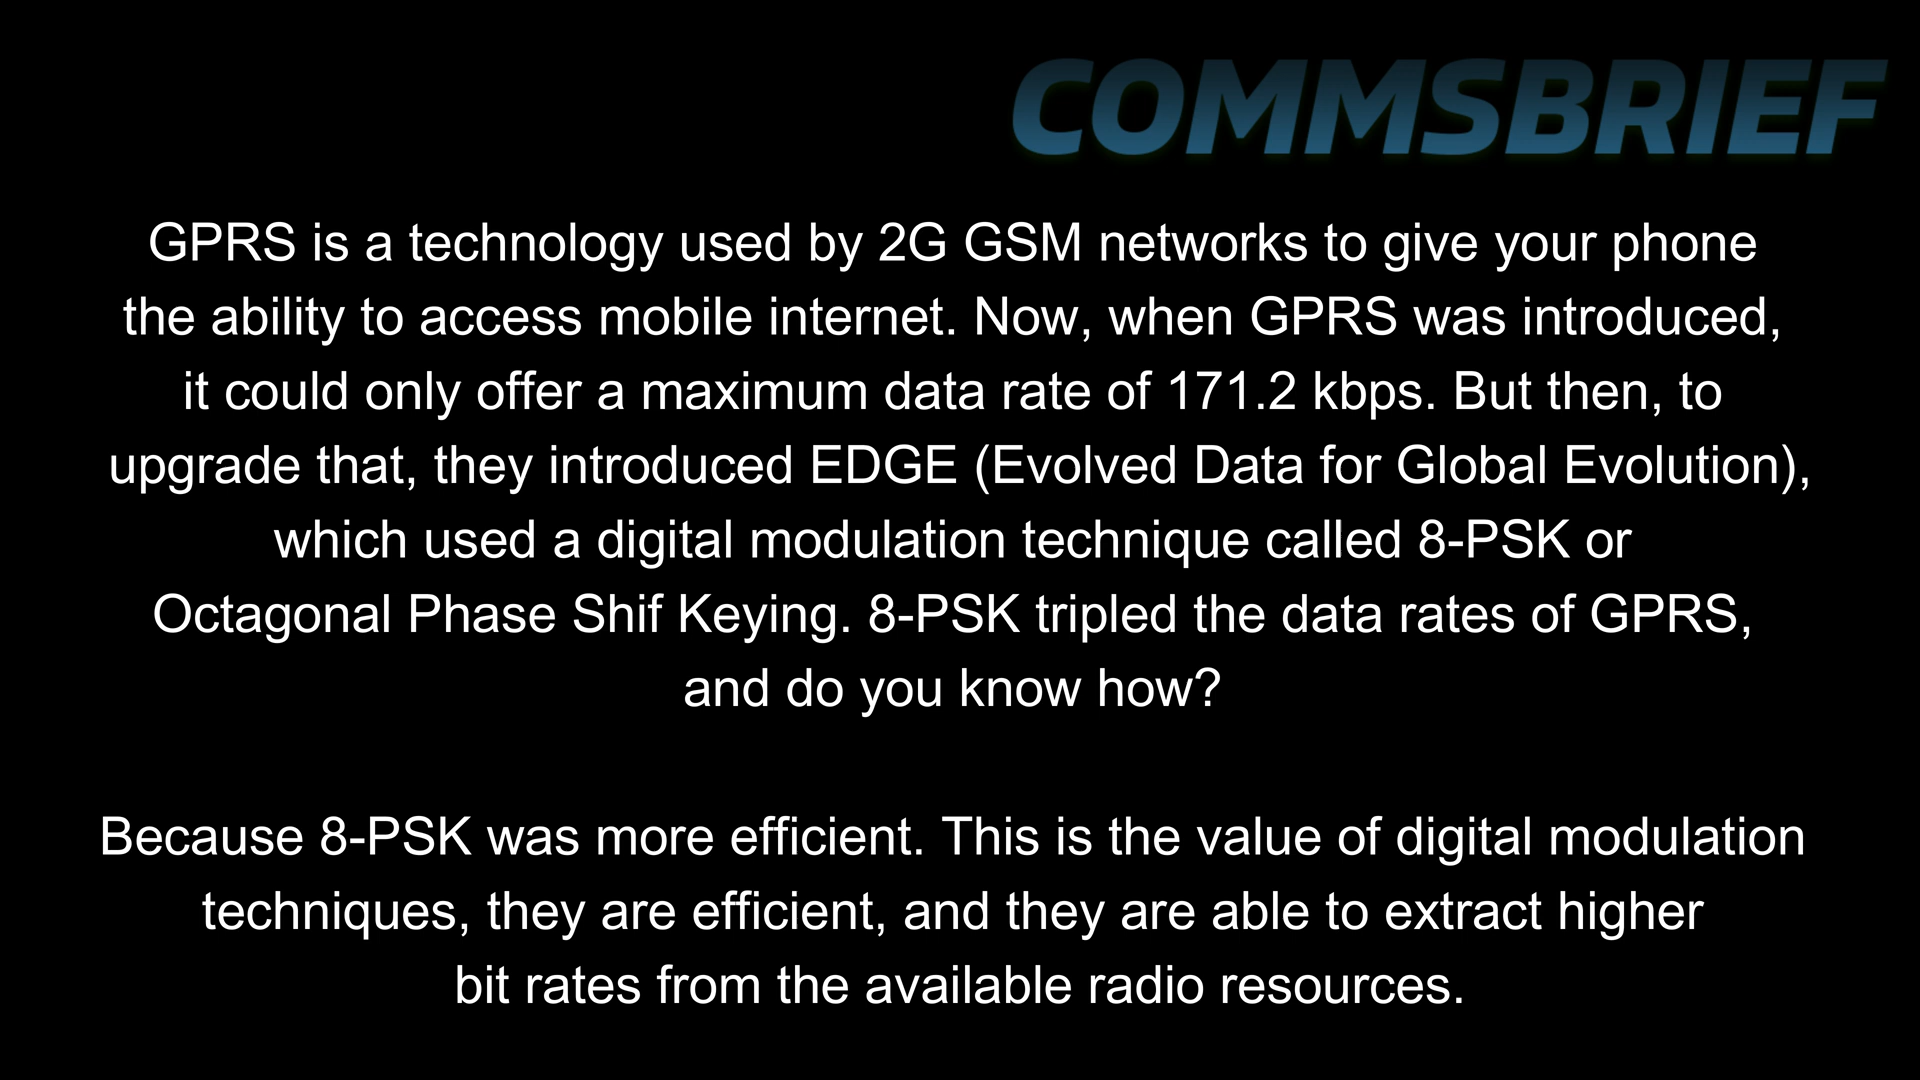 COMMSBRIEF
GPRS is a technology used by 2G GSM networks to give your phone
the ability to access mobile internet. Now, when GPRS was introduced,
it could only offer a maximum data rate of 171.2 kbps. But then, to
upgrade that, they introduced EDGE (Evolved Data for Global Evolution),
which used a digital modulation technique called 8-PSK or
Octagonal Phase Shif Keying. 8-PSK tripled the data rates of GPRS,
and do you know how?
Because 8-PSK was more efficient. This is the value of digital modulation
techniques, they are efficient, and they are able to extract higher
bit rates from the available radio resources.